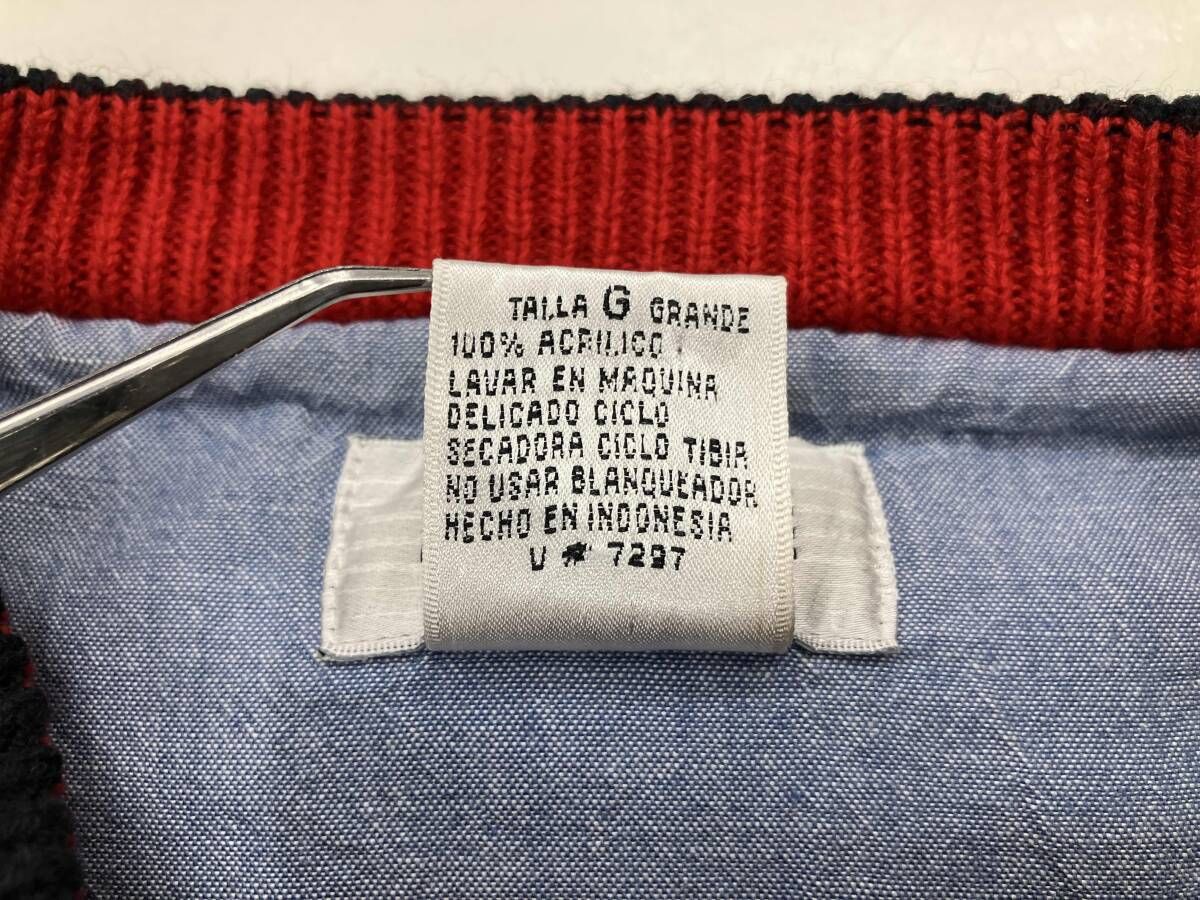 TALLA G GRANDE
100% ACRILICO
LAVAR EN MAQUINA
DELICADO CICLO
SECADORA CICLO TIBIA
NO USAR BLANQUEADOR
HECHO EN INDONESIA
V # 7297